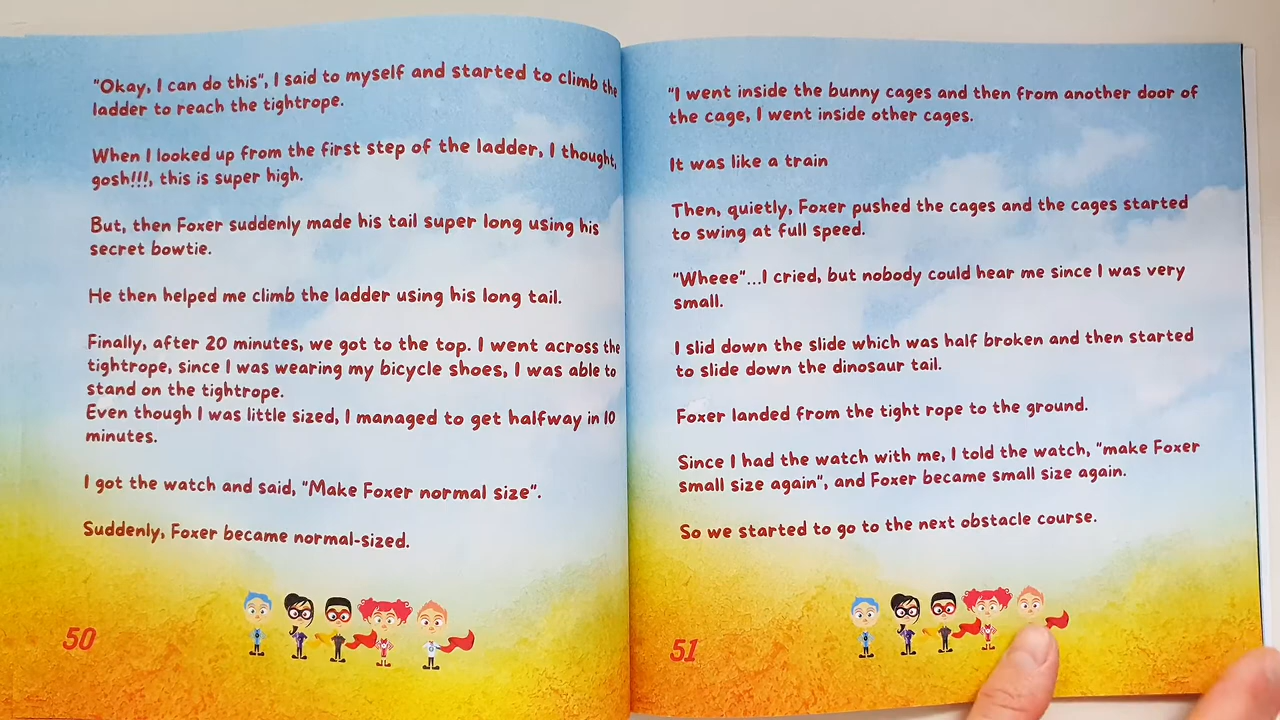 "Okay, I can do this", I said to myself and started to climb the
ladder to reach the tightrope.
When I looked up from the first step of the ladder, I thought,
gosh!!!, this is super high.
But, then Foxer suddenly made his tail super long using his
secret bowtie.
He then helped me climb the ladder using his long tail.
Finally, after 20 minutes, we got to the top. I went across the
tightrope, since I was wearing my bicycle shoes, I was able to
stand on the tightrope.
Even though I was little sized, I managed to get halfway in 10
minutes.
I got the watch and said, "Make Foxer normal size".
Suddenly, Foxer became normal-sized.
50
"I went inside the bunny cages and then from another door of
the cage, I went inside other cages.
It was like a train
Then, quietly, Foxer pushed the cages and the cages started
to swing at full speed.
"Wheee"...I cried, but nobody could hear me since I was very
small.
I slid down the slide which was half broken and then started
to slide down the dinosaur tail.
Foxer landed from the tight rope to the ground.
Since I had the watch with me, I told the watch, "make Foxer
small size again", and Foxer became small size again.
So we started to go to the next obstacle course.
51